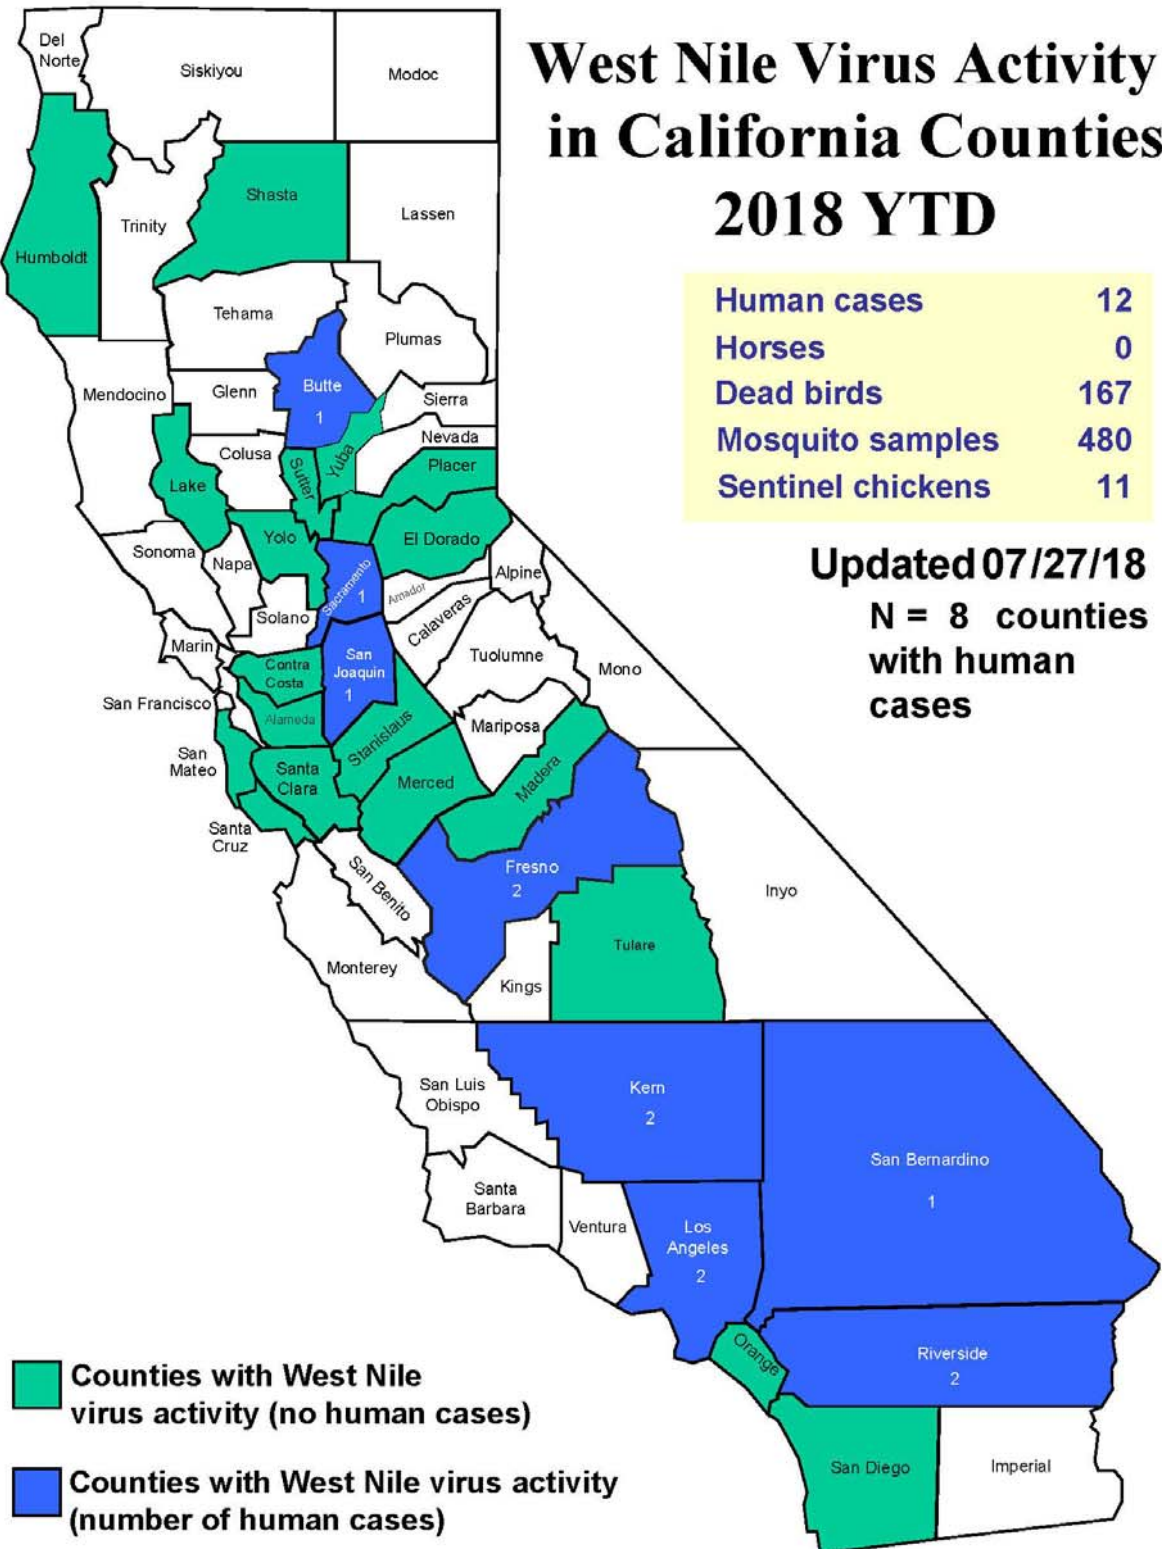 West Nile Virus Activity
in California Counties
2018 YTD
Human cases 12
Horses 0
Dead birds 167
Mosquito samples 480
Sentinel chickens 11
Updated 07/27/18
N = 8 counties
with human
cases
Del
Norte
Siskiyou
Modoc
Humboldt
Trinity
Shasta
Lassen
Tehama
Plumas
Mendocino
Glenn
Butte
1
Sierra
Nevada
Colusa
Sutter
Yuba
Placer
Lake
Yolo
El Dorado
Sonoma
Napa
Sacramento
1
Amador
Alpine
Solano
Calaveras
Marin
Contra
Costa
San
Joaquin
1
Tuolumne
Mono
San Francisco
Alameda
Stanislaus
Mariposa
San
Mateo
Santa
Clara
Merced
Madera
Santa
Cruz
San Benito
Fresno
2
Inyo
Tulare
Monterey
Kings
San Luis
Obispo
Kern
2
San Bernardino
1
Santa
Barbara
Ventura
Los
Angeles
2
Orange
Riverside
2
San Diego
Imperial
Counties with West Nile
virus activity (no human cases)
Counties with West Nile virus activity
(number of human cases)